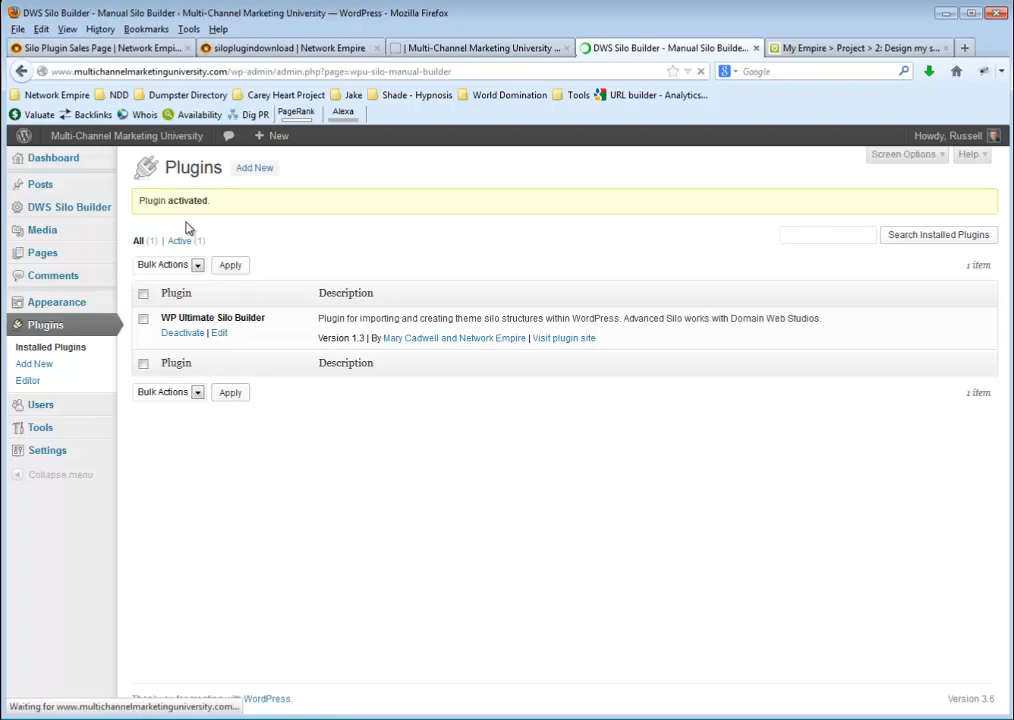 DWS Silo Builder - Manual Silo Builder ‹ Multi-Channel Marketing University — WordPress - Mozilla Firefox
File Edit View History Bookmarks Tools Help
Silo Plugin Sales Page | Network Empi... × siloplugindownload | Network Empire × | Multi-Channel Marketing University ... × DWS Silo Builder - Manual Silo Builde... × My Empire > Project > 2: Design my s... × +
www.multichannelmarketinguniversity.com/wp-admin/admin.php?page=wpu-silo-manual-builder Google
Network Empire NDD Dumpster Directory Carey Heart Project Jake Shade - Hypnosis World Domination Tools URL builder - Analytics...
Valuate Backlinks Whois Availability Dig PR PageRank Alexa
Multi-Channel Marketing University + New Howdy, Russell
Dashboard
Posts
DWS Silo Builder
Media
Pages
Comments
Appearance
Plugins
Installed Plugins
Add New
Editor
Users
Tools
Settings
Collapse menu
Screen Options Help
Plugins Add New
Plugin activated.
All (1) | Active (1)
Search Installed Plugins
Bulk Actions Apply 1 item
Plugin Description
WP Ultimate Silo Builder Plugin for importing and creating theme silo structures within WordPress. Advanced Silo works with Domain Web Studios.
Deactivate | Edit Version 1.3 | By Mary Cadwell and Network Empire | Visit plugin site
Plugin Description
Bulk Actions Apply 1 item
WordPress. Version 3.6
Waiting for www.multichannelmarketinguniversity.com...